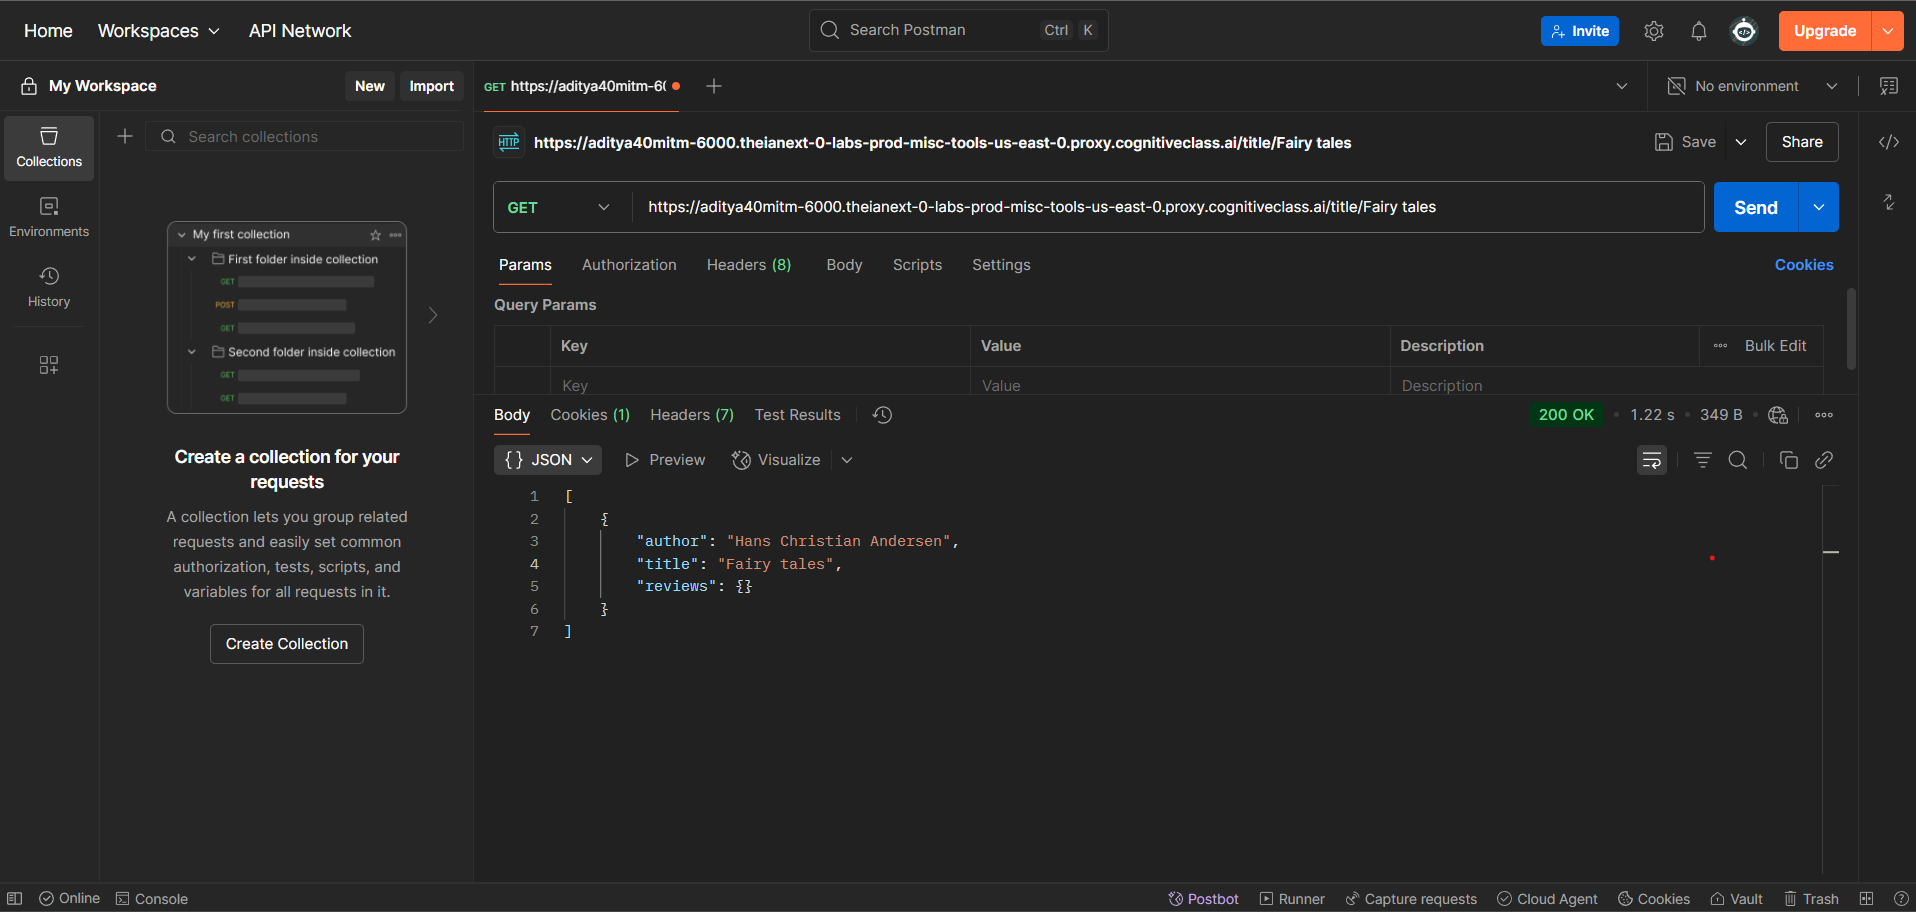 Home Workspaces API Network Search Postman Ctrl K Invite Upgrade
My Workspace New Import GET https://aditya40mitm-60 No environment
Search collections
Collections
Environments
History
My first collection
First folder inside collection
GET
POST
GET
Second folder inside collection
GET
GET
Create a collection for your
requests
A collection lets you group related
requests and easily set common
authorization, tests, scripts, and
variables for all requests in it.
Create Collection
HTTP https://aditya40mitm-6000.theianext-0-labs-prod-misc-tools-us-east-0.proxy.cognitiveclass.ai/title/Fairy tales Save Share
GET https://aditya40mitm-6000.theianext-0-labs-prod-misc-tools-us-east-0.proxy.cognitiveclass.ai/title/Fairy tales Send
Params Authorization Headers (8) Body Scripts Settings Cookies
Query Params
Key Value Description Bulk Edit
Key Value Description
Body Cookies (1) Headers (7) Test Results 200 OK 1.22 s 349 B
{} JSON Preview Visualize
1 [
2 {
3 "author": "Hans Christian Andersen",
4 "title": "Fairy tales",
5 "reviews": {}
6 }
7 ]
Online Console Postbot Runner Capture requests Cloud Agent Cookies Vault Trash